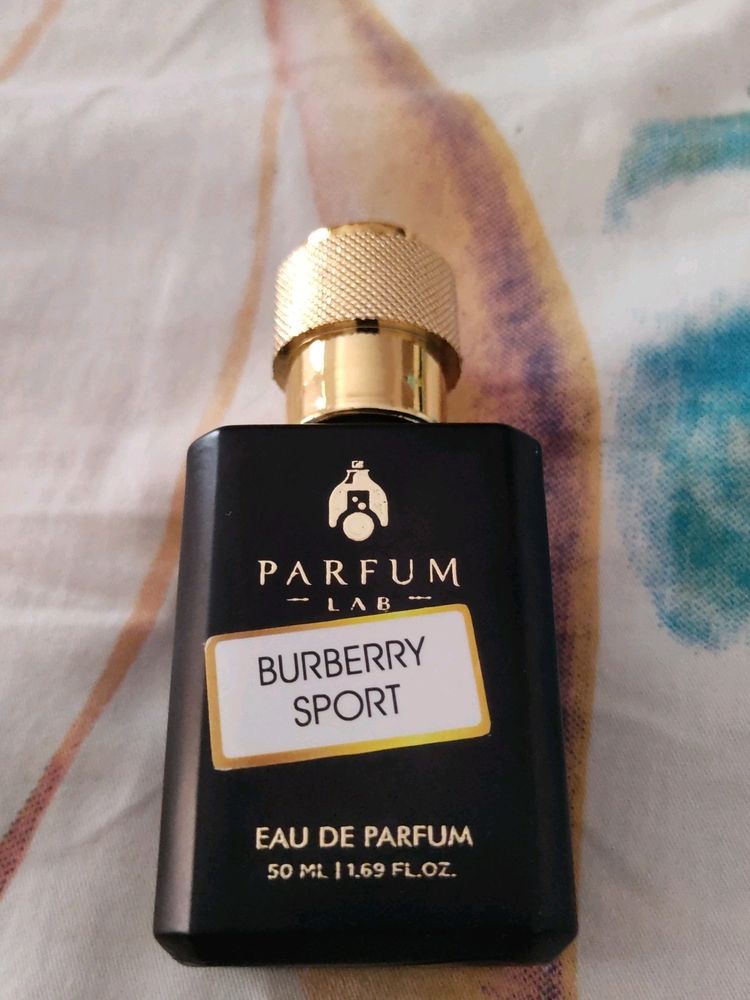 PARFUM
LAB
BURBERRY
SPORT
EAU DE PARFUM
50 ML | 1.69 FL.OZ.